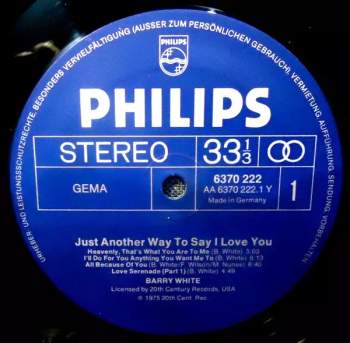 URHEBER UND LEISTUNGSSCHUTZRECHTE, BESONDERS VERVIELFÄLTIGUNG (AUSSER ZUM PERSÖNLICHEN GEBRAUCH), VERMIETUNG, AUFFÜHRUNG, SENDUNG, VORBEHALTEN
PHILIPS
PHILIPS
STEREO 33 1/3
GEMA 6370 222 1
AA 6370 222.1 Y
Made in Germany
Just Another Way To Say I Love You
Heavenly, That's What You Are To Me (B. White) 5:03
I'll Do For You Anything You Want Me To (B. White) 6:13
All Because Of You (B. White/F. Wilson/M. Nunes) 6:40
Love Serenade (Part 1) (B. White) 4:49
BARRY WHITE
Licensed by 20th Century Records, USA
℗ 1975 20th Cent. Rec.